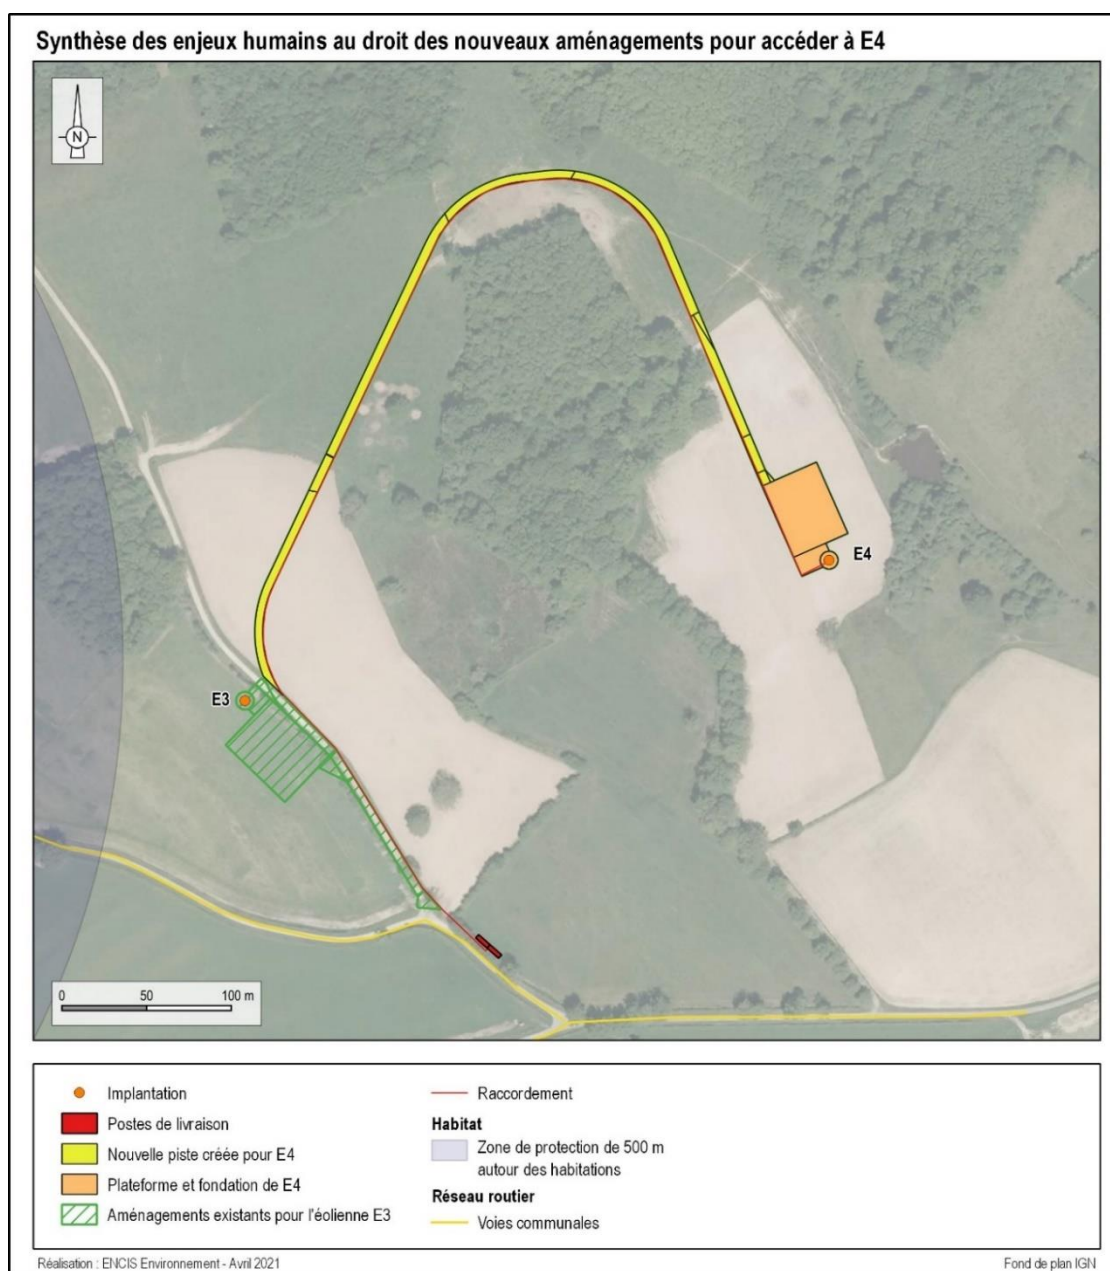 Synthèse des enjeux humains au droit des nouveaux aménagements pour accéder à E4
N
E4
E3
0 50 100 m
Implantation
Postes de livraison
Nouvelle piste créée pour E4
Plateforme et fondation de E4
Aménagements existants pour l'éolienne E3
Raccordement
Habitat
Zone de protection de 500 m
autour des habitations
Réseau routier
Voies communales
Réalisation : ENCIS Environnement - Avril 2021
Fond de plan IGN